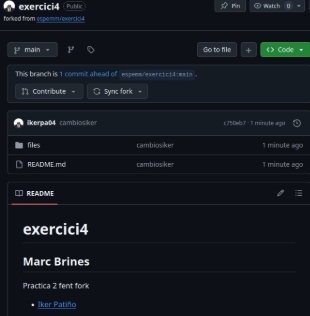 exercici4 Public Pin Watch 0
forked from espemm/exercici4
main Go to file + Code
This branch is 1 commit ahead of espemm/exercici4:main .
Contribute Sync fork
ikerpa04 cambiosiker c750eb7 · 1 minute ago
files cambiosiker 1 minute ago
README.md cambiosiker 1 minute ago
README
exercici4
Marc Brines
Practica 2 fent fork
• Iker Patiño